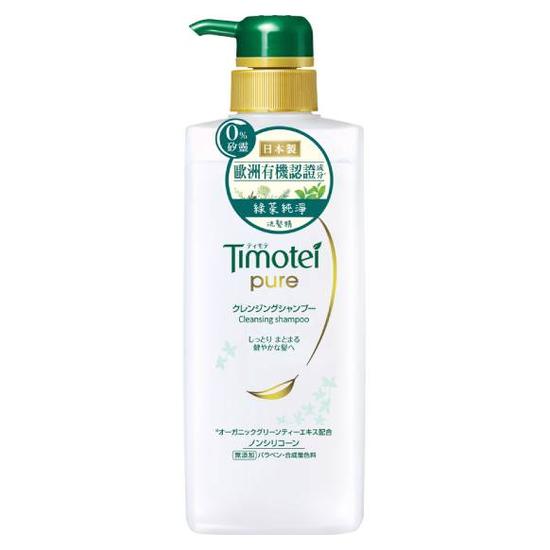 0%
矽靈
日本製
歐洲有機認證成分
綠茶純淨
洗髮精
ティモテ
Timotei
pure
クレンジングシャンプー
Cleansing shampoo
しっとり まとまる
健やかな髪へ
*オーガニックグリーンティーエキス配合
ノンシリコーン
無添加 パラベン・合成着色料